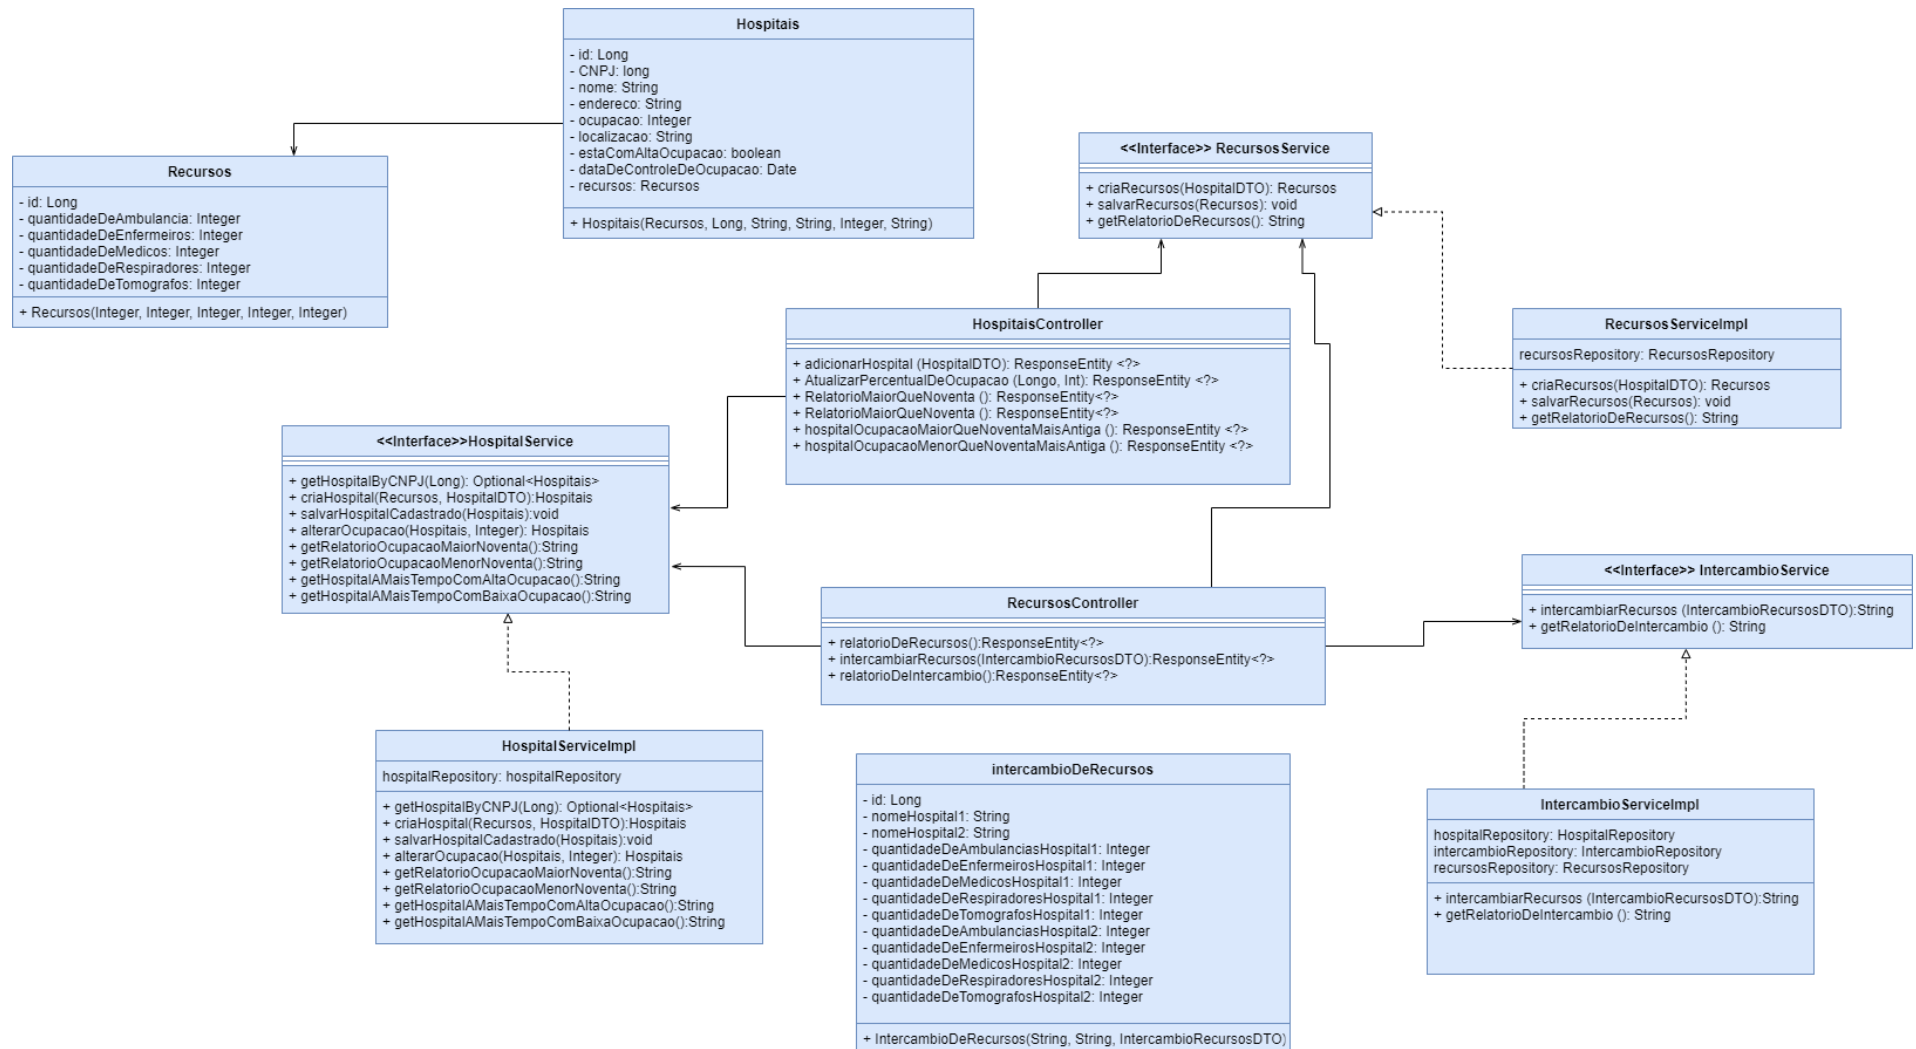 Hospitais
- id: Long
- CNPJ: long
- nome: String
- endereco: String
- ocupacao: Integer
- localizacao: String
- estaComAltaOcupacao: boolean
- dataDeControleDeOcupacao: Date
- recursos: Recursos
+ Hospitais(Recursos, Long, String, String, Integer, String)
Recursos
- id: Long
- quantidadeDeAmbulancia: Integer
- quantidadeDeEnfermeiros: Integer
- quantidadeDeMedicos: Integer
- quantidadeDeRespiradores: Integer
- quantidadeDeTomografos: Integer
+ Recursos(Integer, Integer, Integer, Integer, Integer)
<<Interface>> RecursosService
+ criaRecursos(HospitalDTO): Recursos
+ salvarRecursos(Recursos): void
+ getRelatorioDeRecursos(): String
HospitaisController
+ adicionarHospital (HospitalDTO): ResponseEntity <?>
+ AtualizarPercentualDeOcupacao (Longo, Int): ResponseEntity <?>
+ RelatorioMaiorQueNoventa (): ResponseEntity<?>
+ RelatorioMaiorQueNoventa (): ResponseEntity<?>
+ hospitalOcupacaoMaiorQueNoventaMaisAntiga (): ResponseEntity <?>
+ hospitalOcupacaoMenorQueNoventaMaisAntiga (): ResponseEntity <?>
RecursosServiceImpl
recursosRepository: RecursosRepository
+ criaRecursos(HospitalDTO): Recursos
+ salvarRecursos(Recursos): void
+ getRelatorioDeRecursos(): String
<<Interface>>HospitalService
+ getHospitalByCNPJ(Long): Optional<Hospitais>
+ criaHospital(Recursos, HospitalDTO):Hospitais
+ salvarHospitalCadastrado(Hospitais):void
+ alterarOcupacao(Hospitais, Integer): Hospitais
+ getRelatorioOcupacaoMaiorNoventa():String
+ getRelatorioOcupacaoMenorNoventa():String
+ getHospitalAMaisTempoComAltaOcupacao():String
+ getHospitalAMaisTempoComBaixaOcupacao():String
RecursosController
+ relatorioDeRecursos():ResponseEntity<?>
+ intercambiarRecursos(IntercambioRecursosDTO):ResponseEntity<?>
+ relatorioDeIntercambio():ResponseEntity<?>
<<Interface>> IntercambioService
+ intercambiarRecursos (IntercambioRecursosDTO):String
+ getRelatorioDeIntercambio (): String
HospitalServiceImpl
hospitalRepository: hospitalRepository
+ getHospitalByCNPJ(Long): Optional<Hospitais>
+ criaHospital(Recursos, HospitalDTO):Hospitais
+ salvarHospitalCadastrado(Hospitais):void
+ alterarOcupacao(Hospitais, Integer): Hospitais
+ getRelatorioOcupacaoMaiorNoventa():String
+ getRelatorioOcupacaoMenorNoventa():String
+ getHospitalAMaisTempoComAltaOcupacao():String
+ getHospitalAMaisTempoComBaixaOcupacao():String
intercambioDeRecursos
- id: Long
- nomeHospital1: String
- nomeHospital2: String
- quantidadeDeAmbulanciasHospital1: Integer
- quantidadeDeEnfermeirosHospital1: Integer
- quantidadeDeMedicosHospital1: Integer
- quantidadeDeRespiradoresHospital1: Integer
- quantidadeDeTomografosHospital1: Integer
- quantidadeDeAmbulanciasHospital2: Integer
- quantidadeDeEnfermeirosHospital2: Integer
- quantidadeDeMedicosHospital2: Integer
- quantidadeDeRespiradoresHospital2: Integer
- quantidadeDeTomografosHospital2: Integer
+ IntercambioDeRecursos(String, String, IntercambioRecursosDTO)
IntercambioServiceImpl
hospitalRepository: HospitalRepository
intercambioRepository: IntercambioRepository
recursosRepository: RecursosRepository
+ intercambiarRecursos (IntercambioRecursosDTO):String
+ getRelatorioDeIntercambio (): String